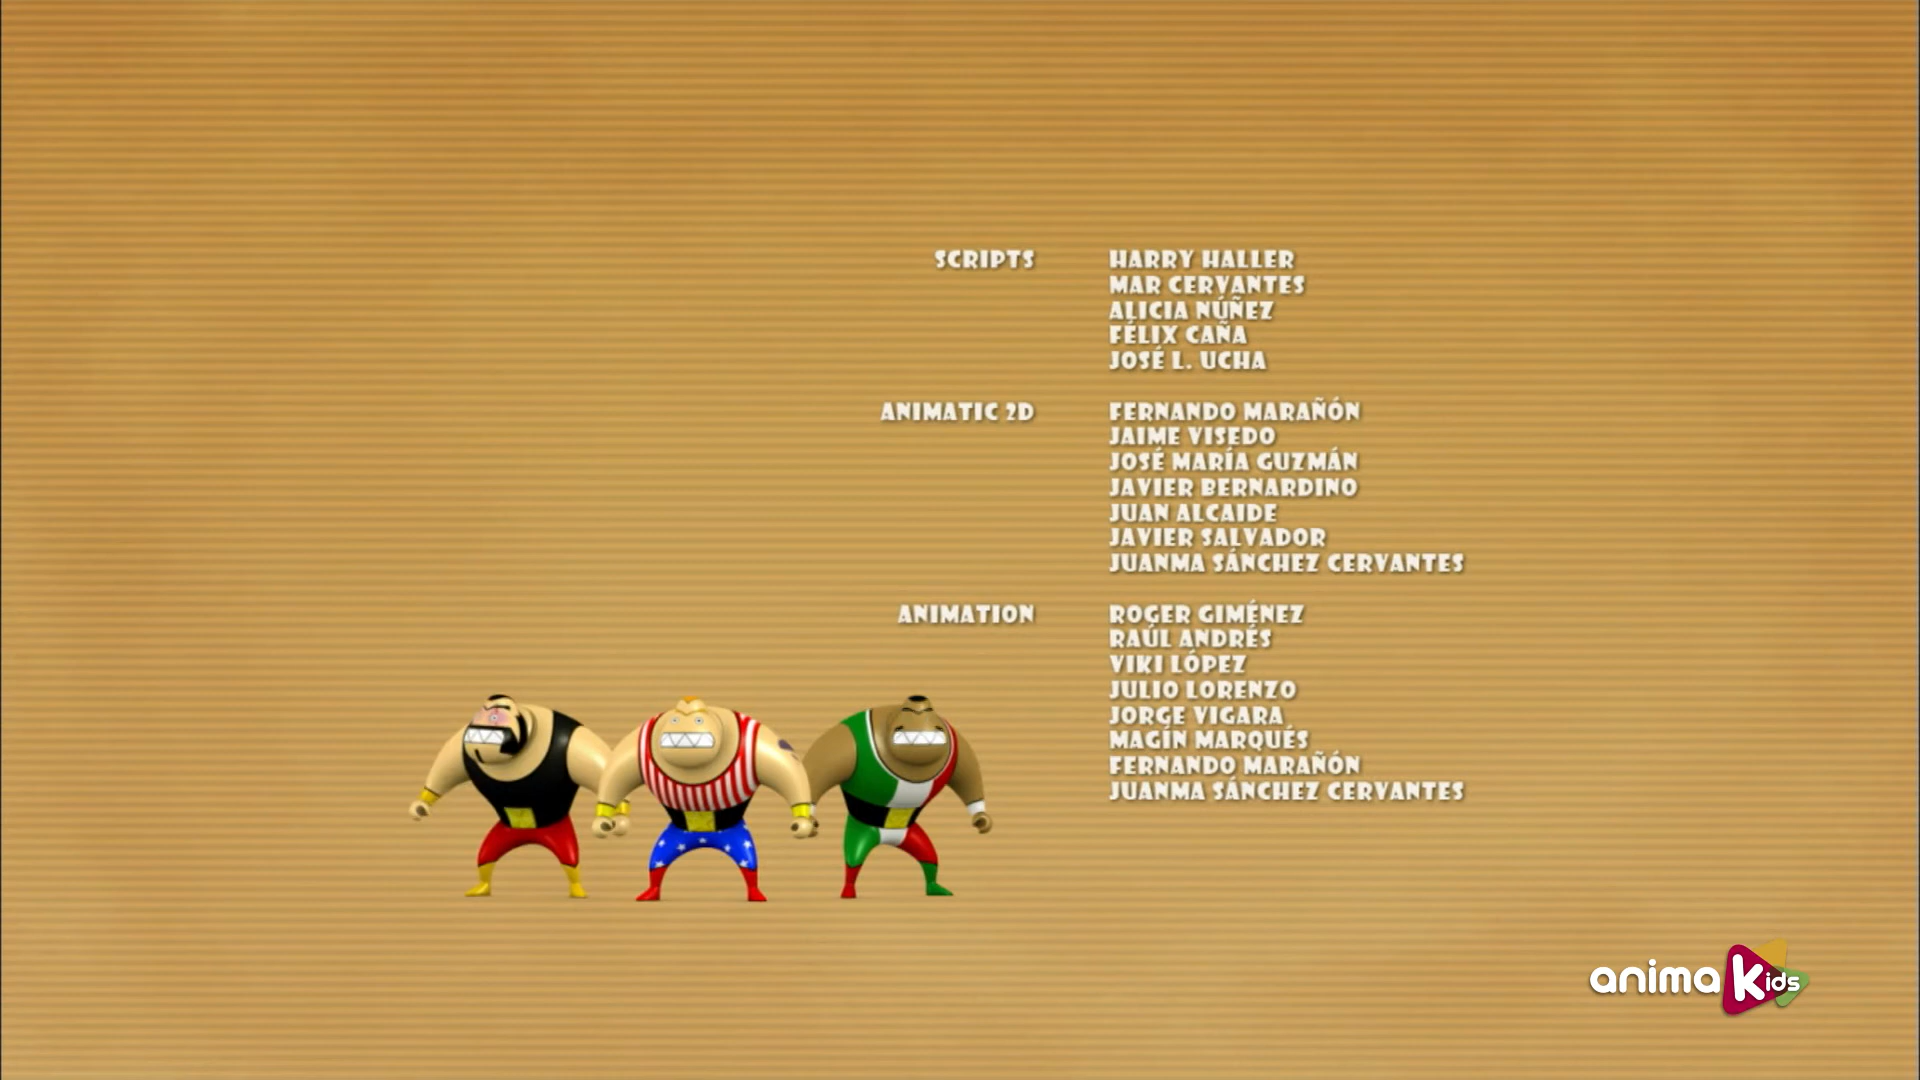 SCRIPTS HARRY HALLER
MAR CERVANTES
ALICIA NÚÑEZ
FÉLIX CAÑA
JOSÉ L. UCHA
ANIMATIC 2D FERNANDO MARAÑÓN
JAIME VISEDO
JOSÉ MARÍA GUZMÁN
JAVIER BERNARDINO
JUAN ALCAIDE
JAVIER SALVADOR
JUANMA SÁNCHEZ CERVANTES
ANIMATION ROGER GIMÉNEZ
RAÚL ANDRÉS
VIKI LÓPEZ
JULIO LORENZO
JORGE VIGARA
MAGÍN MARQUÉS
FERNANDO MARAÑÓN
JUANMA SÁNCHEZ CERVANTES
anima Kids